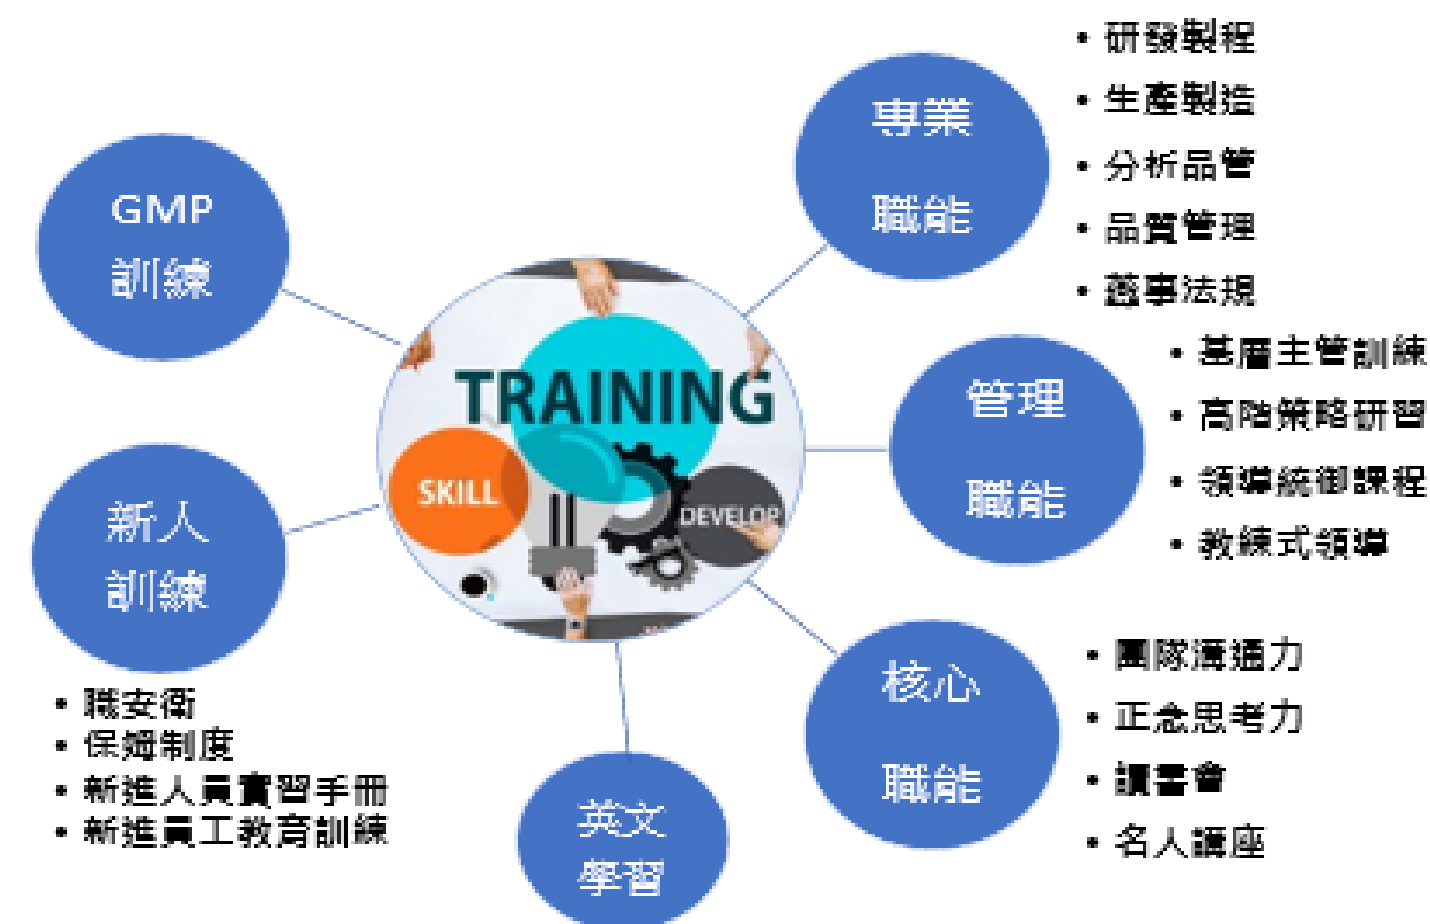 GMP
訓練
新人
訓練
• 職安衛
• 保姆制度
• 新進人員實習手冊
• 新進員工教育訓練
TRAINING
SKILL
DEVELOP
英文
學習
專業
職能
• 研發製程
• 生產製造
• 分析品管
• 品質管理
• 藥事法規
管理
職能
• 基層主管訓練
• 高階策略研習
• 領導統御課程
• 教練式領導
核心
職能
• 團隊溝通力
• 正念思考力
• 讀書會
• 名人講座